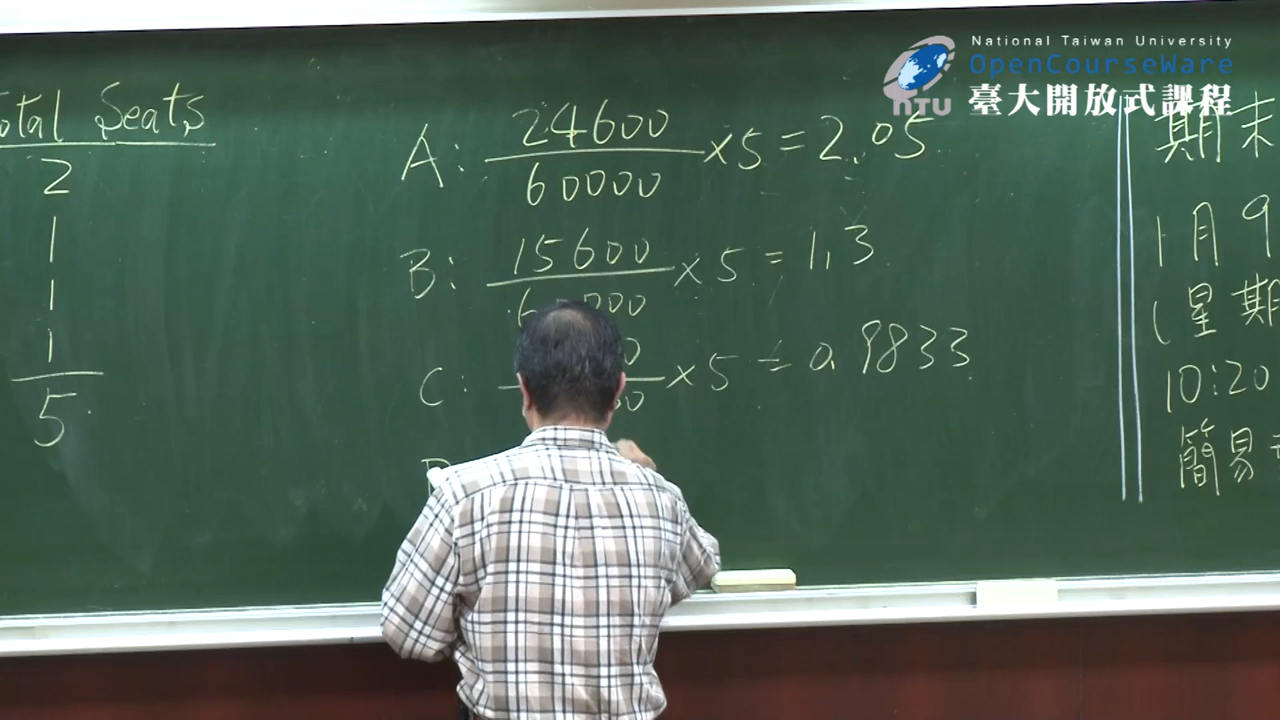 National Taiwan University
OpenCourseWare
NTU 臺大開放式課程
Seats
2
1
1
1
5
A: 24600/60000 ×5 = 2.05
B: 15600/ ×5 = 1.3
C: ×5 = 0.9833
期末
1月9
(星期
10:20
簡易